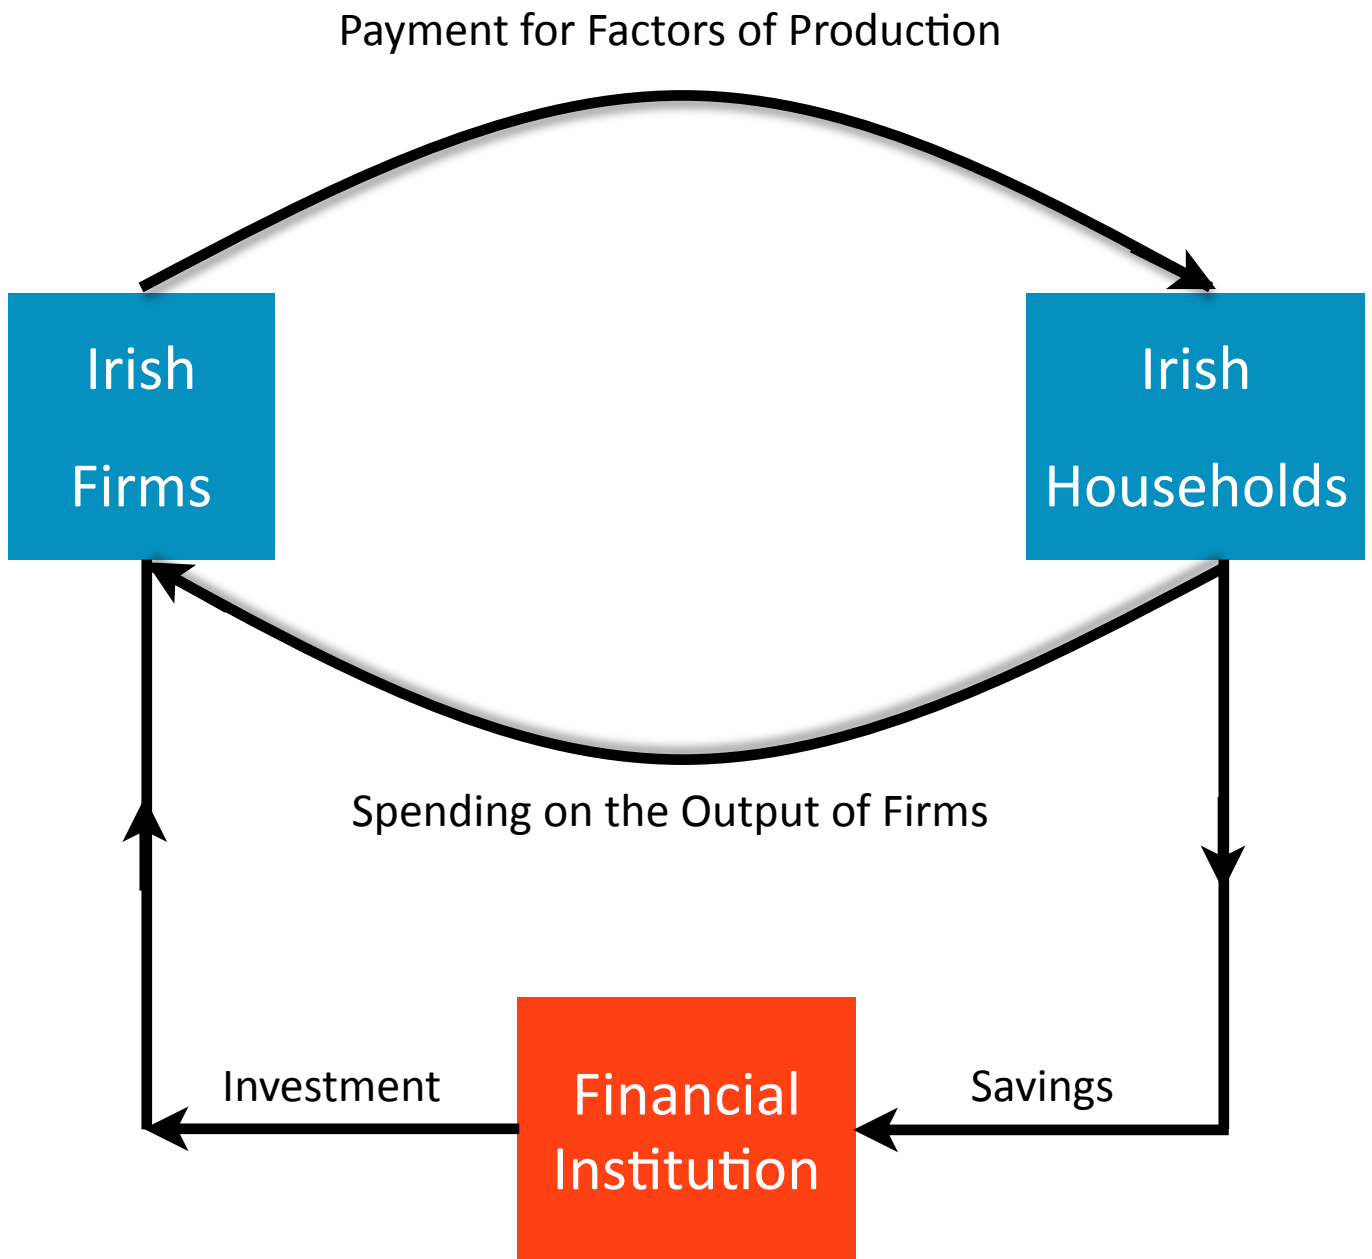 Payment for Factors of Production
Irish
Firms
Irish
Households
Spending on the Output of Firms
Investment
Financial
Institution
Savings